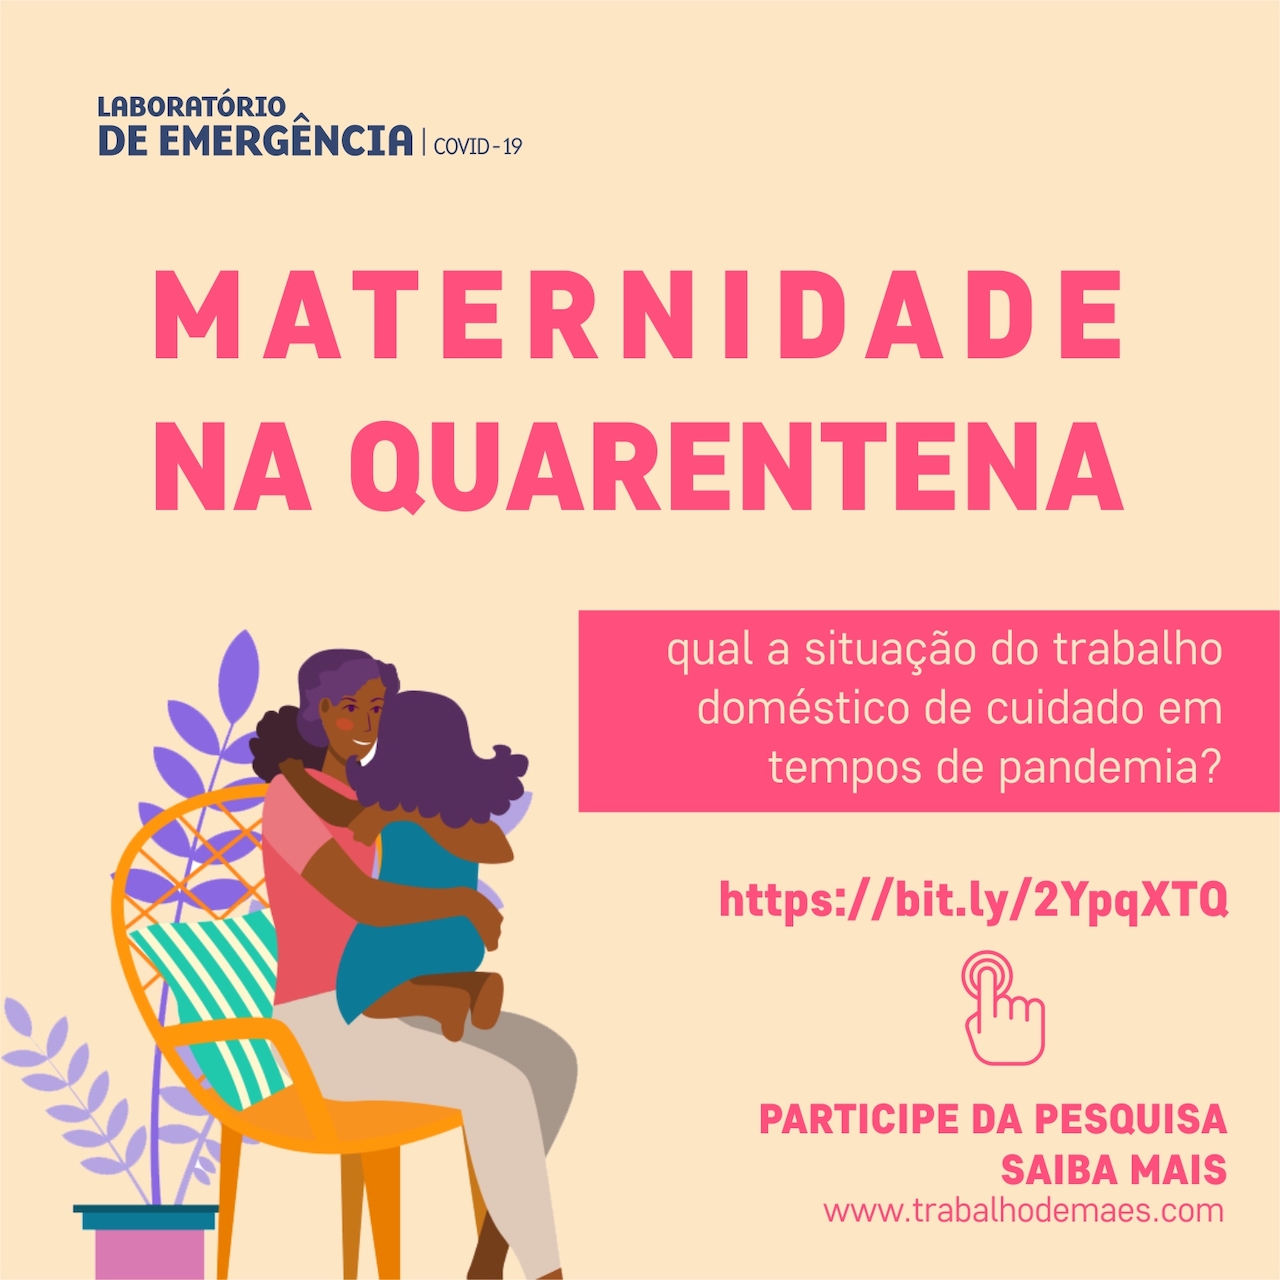 LABORATÓRIO
DE EMERGÊNCIA | COVID-19
MATERNIDADE
NA QUARENTENA
qual a situação do trabalho
doméstico de cuidado em
tempos de pandemia?
https://bit.ly/2YpqXTQ
PARTICIPE DA PESQUISA
SAIBA MAIS
www.trabalhodemaes.com